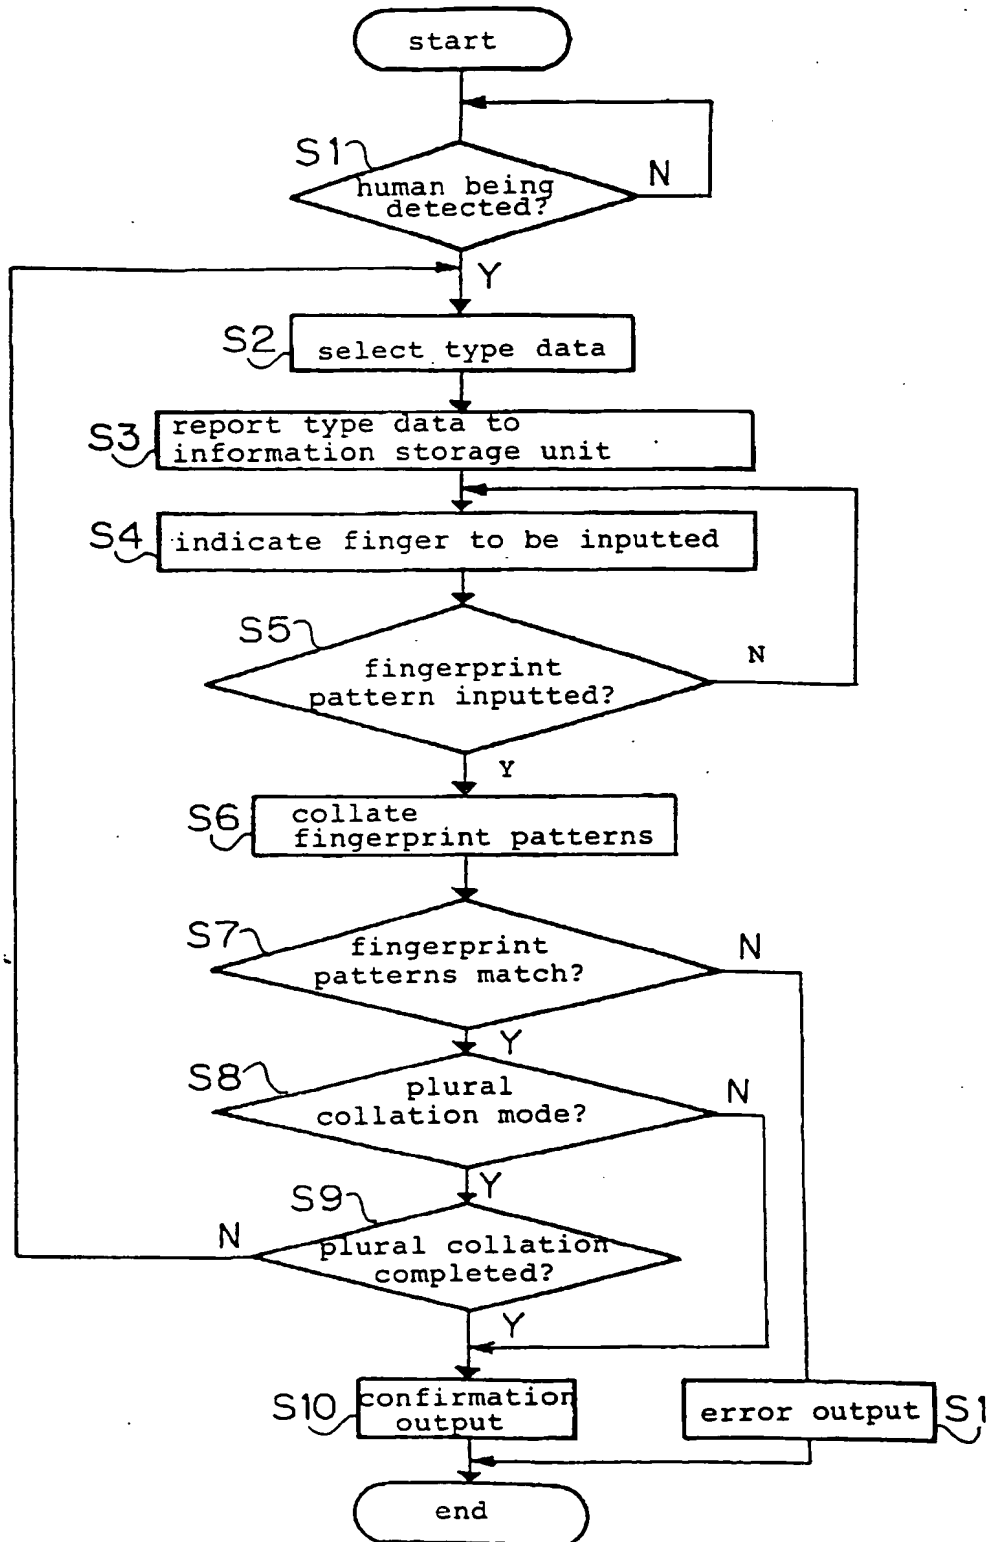 start
S1
human being
detected?
N
Y
S2
select type data
S3
report type data to
information storage unit
S4
indicate finger to be inputted
S5
fingerprint
pattern inputted?
N
Y
S6
collate
fingerprint patterns
S7
fingerprint
patterns match?
N
Y
S8
plural
collation mode?
N
Y
S9
plural collation
completed?
N
Y
S10
confirmation
output
error output
S1
end